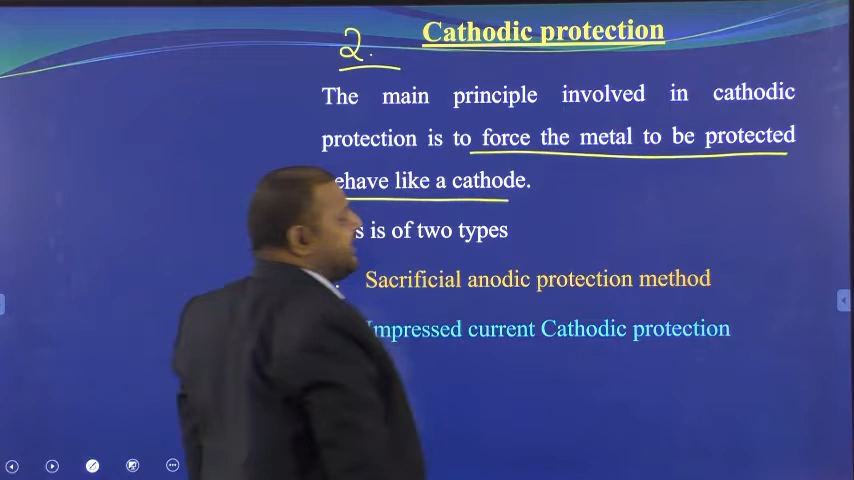 2. Cathodic protection
The main principle involved in cathodic
protection is to force the metal to be protected
ehave like a cathode.
s is of two types
Sacrificial anodic protection method
Impressed current Cathodic protection